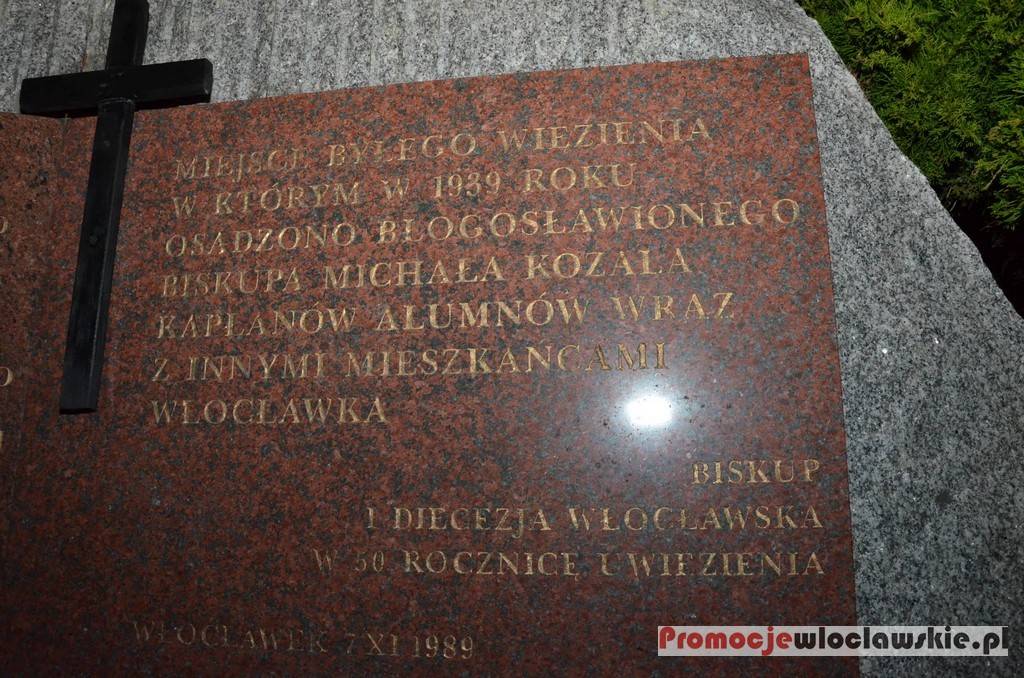 MIEJSCE BYŁEGO WIEZIENIA
W KTÓRYM W 1939 ROKU
OSADZONO BŁOGOSŁAWIONEGO
BISKUPA MICHAŁA KOZALA
KAPŁANÓW ALUMNÓW WRAZ
Z INNYMI MIESZKAŃCAMI
WŁOCŁAWKA
BISKUP
I DIECEZJA WŁOCŁAWSKA
W 50 ROCZNICĘ UWIĘZIENIA
WŁOCŁAWEK 7 XI 1989
Promocjewloclawskie.pl